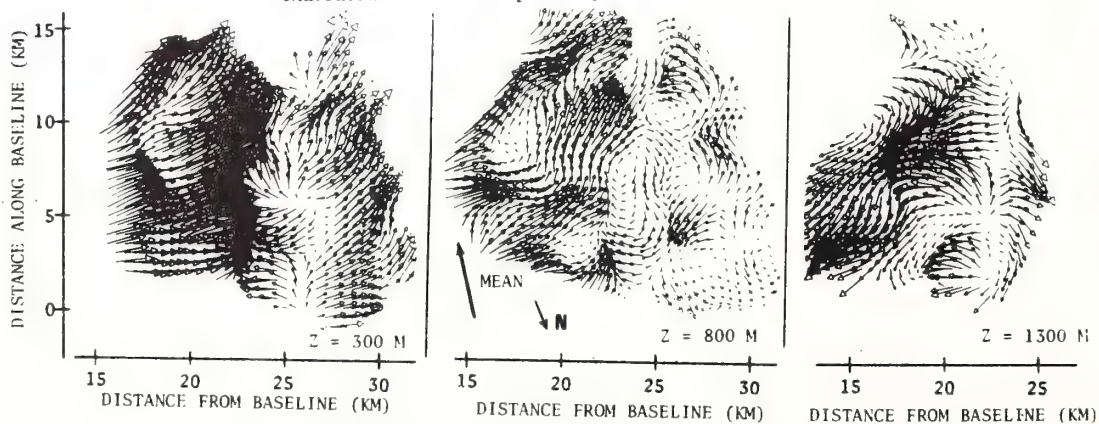 DISTANCE ALONG BASELINE (KM)
15
10
5
0
MEAN
N
Z = 300 M
Z = 800 M
Z = 1300 M
15 20 25 30
15 20 25 30
15 20 25
DISTANCE FROM BASELINE (KM)
DISTANCE FROM BASELINE (KM)
DISTANCE FROM BASELINE (KM)